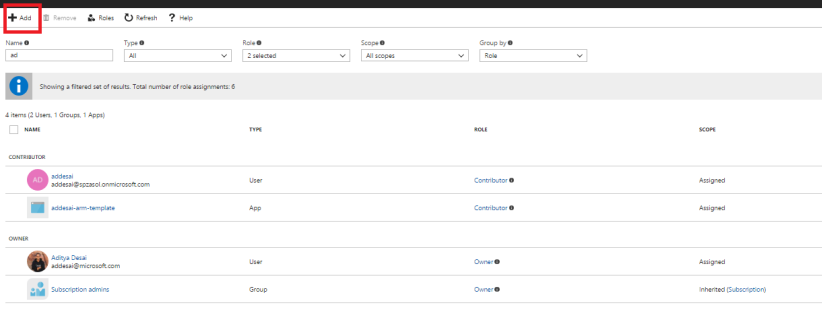 Add Remove Roles Refresh ? Help
Name Type Role Scope Group by
ad All 2 selected All scopes Role
Showing a filtered set of results. Total number of role assignments: 6
4 items (2 Users, 1 Groups, 1 Apps)
NAME TYPE ROLE SCOPE
CONTRIBUTOR
AD addesai User Contributor Assigned
addesai@spzasol.onmicrosoft.com
addesai-arm-template App Contributor Assigned
OWNER
Aditya Desai User Owner Assigned
addesai@microsoft.com
Subscription admins Group Owner Inherited (Subscription)